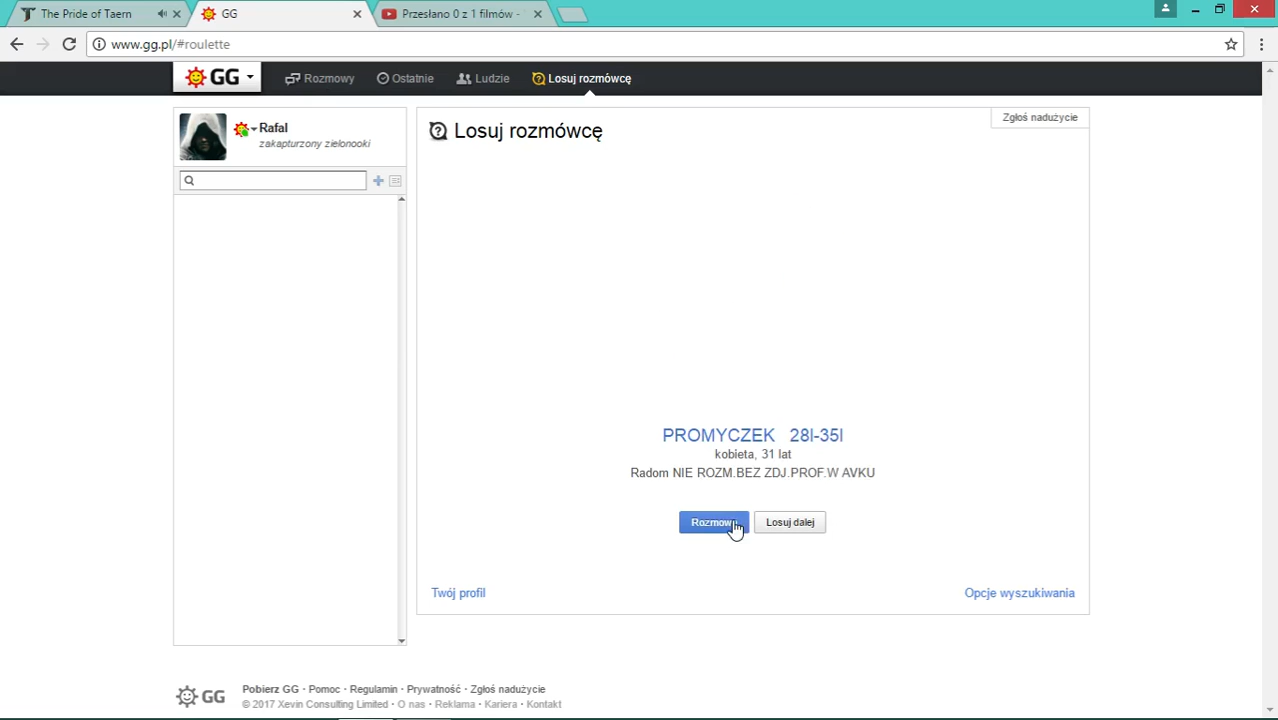 The Pride of Taern
GG
Przesłano 0 z 1 filmów -
www.gg.pl/#roulette
GG
Rozmowy
Ostatnie
Ludzie
Losuj rozmówcę
Rafal
zakapturzony zielonooki
Losuj rozmówcę
Zgłoś nadużycie
PROMYCZEK 28l-35l
kobieta, 31 lat
Radom NIE ROZM.BEZ ZDJ.PROF.W AVKU
Losuj dalej
Twój profil
Opcje wyszukiwania
GG
Pobierz GG · Pomoc · Regulamin · Prywatność · Zgłoś nadużycie
© 2017 Xevin Consulting Limited · O nas · Reklama · Kariera · Kontakt